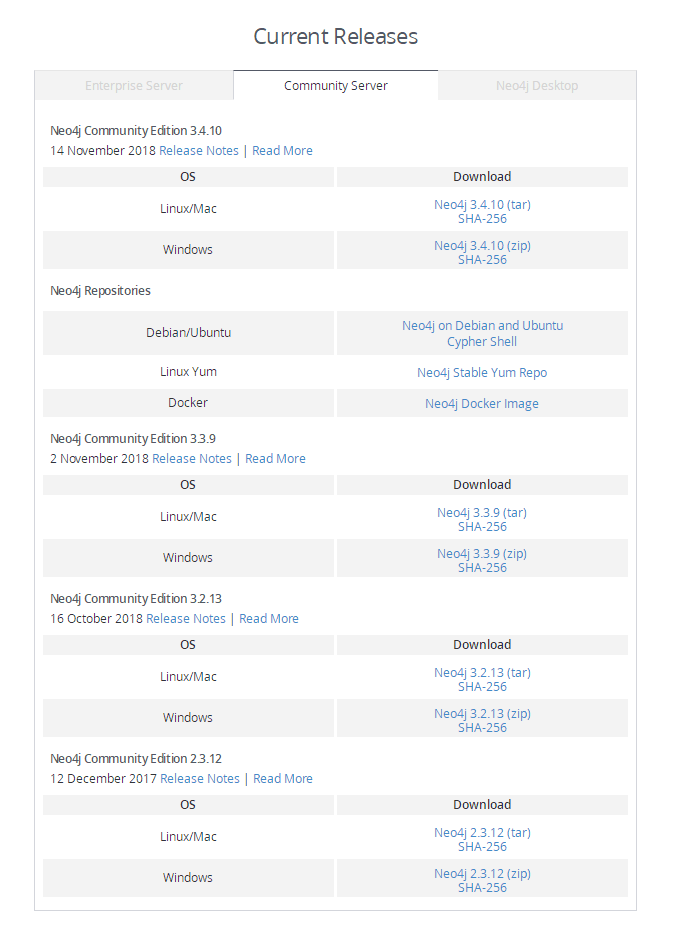 Current Releases
Enterprise Server Community Server Neo4j Desktop
Neo4j Community Edition 3.4.10
14 November 2018 Release Notes | Read More
OS Download
Linux/Mac Neo4j 3.4.10 (tar)
SHA-256
Windows Neo4j 3.4.10 (zip)
SHA-256
Neo4j Repositories
Debian/Ubuntu Neo4j on Debian and Ubuntu
Cypher Shell
Linux Yum Neo4j Stable Yum Repo
Docker Neo4j Docker Image
Neo4j Community Edition 3.3.9
2 November 2018 Release Notes | Read More
OS Download
Linux/Mac Neo4j 3.3.9 (tar)
SHA-256
Windows Neo4j 3.3.9 (zip)
SHA-256
Neo4j Community Edition 3.2.13
16 October 2018 Release Notes | Read More
OS Download
Linux/Mac Neo4j 3.2.13 (tar)
SHA-256
Windows Neo4j 3.2.13 (zip)
SHA-256
Neo4j Community Edition 2.3.12
12 December 2017 Release Notes | Read More
OS Download
Linux/Mac Neo4j 2.3.12 (tar)
SHA-256
Windows Neo4j 2.3.12 (zip)
SHA-256